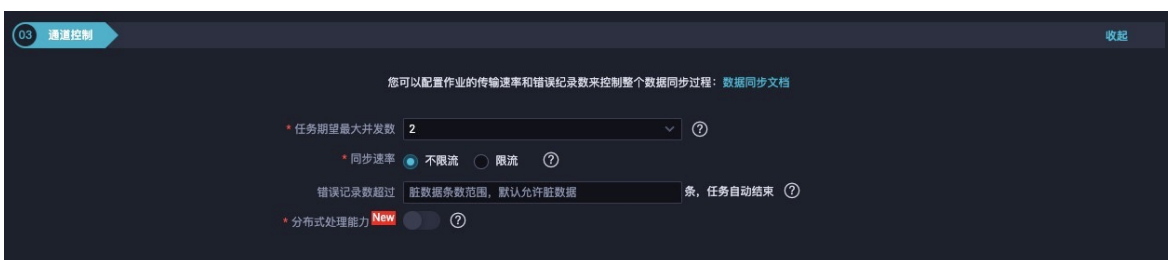 03 通道控制 收起
您可以配置作业的传输速率和错误纪录数来控制整个数据同步过程：数据同步文档
* 任务期望最大并发数 2 ?
* 同步速率 不限流 限流 ?
错误记录数超过 脏数据条数范围，默认允许脏数据 条，任务自动结束 ?
* 分布式处理能力 New ?